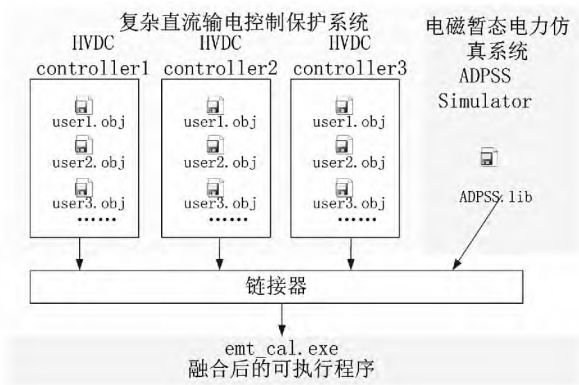 复杂直流输电控制保护系统
HVDC
controller1
user1.obj
user2.obj
user3.obj
……
HVDC
controller2
user1.obj
user2.obj
user3.obj
……
HVDC
controller3
user1.obj
user2.obj
user3.obj
……
电磁暂态电力仿
真系统
ADPSS
Simulator
ADPSS.lib
链接器
emt_cal.exe
融合后的可执行程序